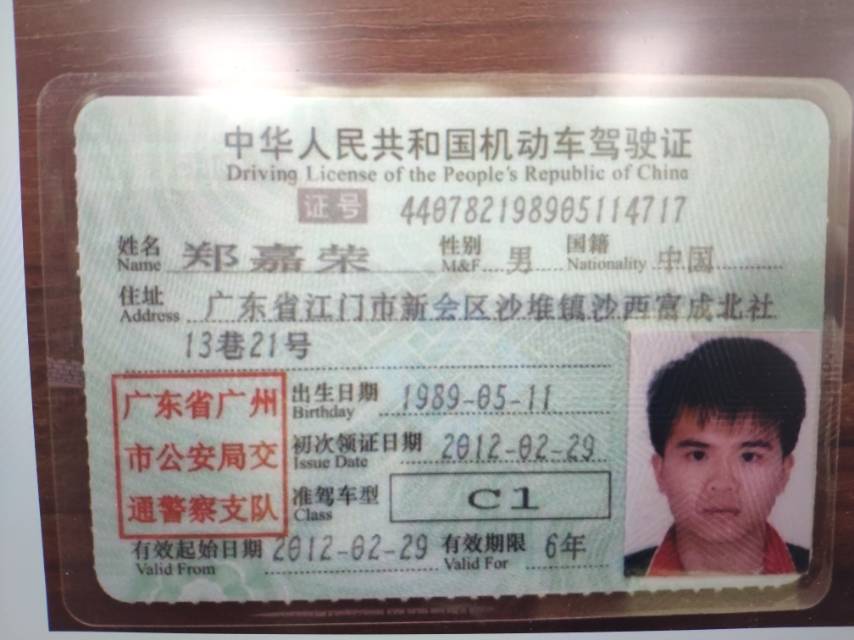 中华人民共和国机动车驾驶证
Driving License of the People's Republic of China
证号 440782198905114717
姓名 郑嘉荣 性别 男 国籍 中国
Name M&F Nationality
住址 广东省江门市新会区沙堆镇沙西富成北社
Address
13巷21号
广东省广州
市公安局交
通警察支队
出生日期 1989-05-11
Birthday
初次领证日期 2012-02-29
Issue Date
准驾车型 C1
Class
有效起始日期 2012-02-29 有效期限 6年
Valid From Valid For